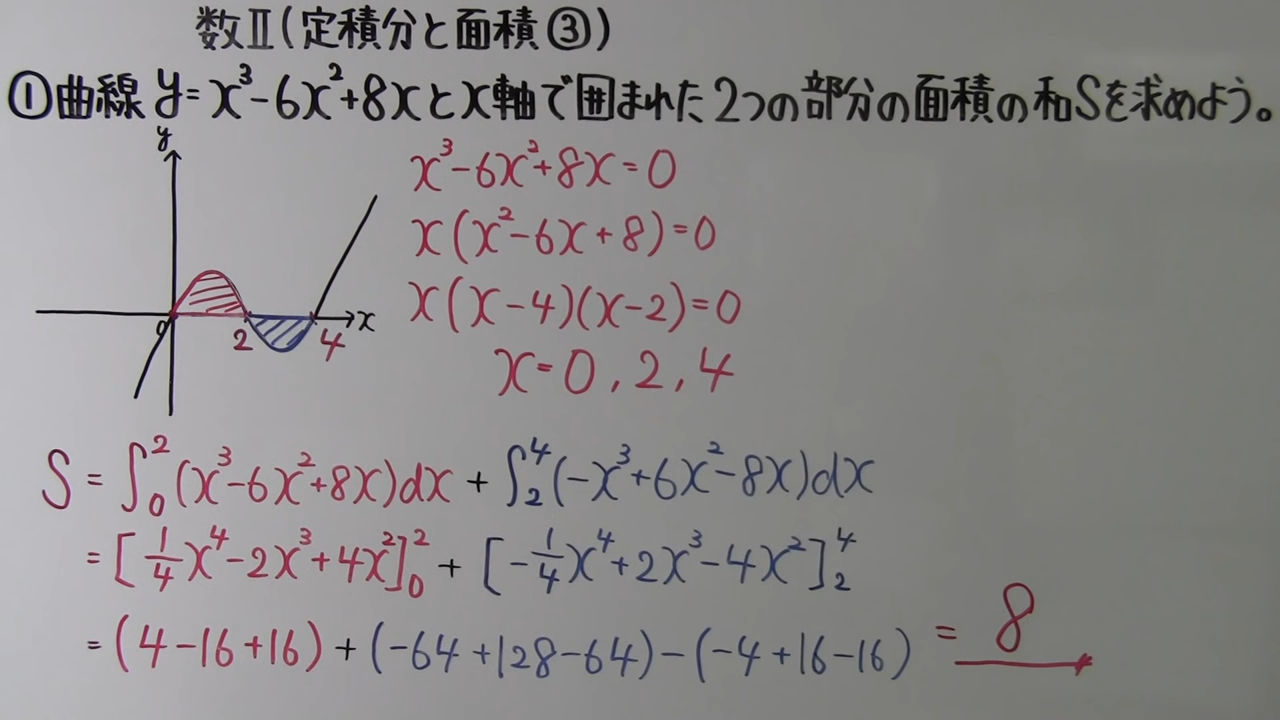 数Ⅱ(定積分と面積③)
①曲線 y=x³-6x²+8xとx軸で囲まれた2つの部分の面積の和Sを求めよう。
y
x³-6x²+8x=0
x(x²-6x+8)=0
x(x-4)(x-2)=0
0 2 4 x
x=0,2,4
S=∫₀²(x³-6x²+8x)dx+∫₂⁴(-x³+6x²-8x)dx
=[1/4x⁴-2x³+4x²]₀²+[-1/4x⁴+2x³-4x²]₂⁴
=(4-16+16)+(-64+128-64)-(-4+16-16)=8